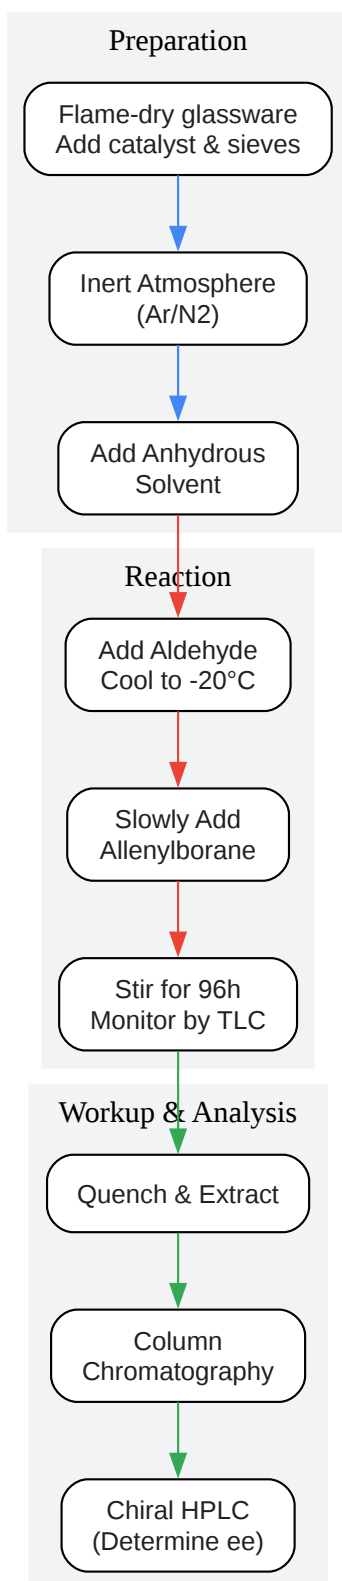 Preparation
Flame-dry glassware
Add catalyst & sieves
Inert Atmosphere
(Ar/N2)
Add Anhydrous
Solvent
Reaction
Add Aldehyde
Cool to -20°C
Slowly Add
Allenylborane
Stir for 96h
Monitor by TLC
Workup & Analysis
Quench & Extract
Column
Chromatography
Chiral HPLC
(Determine ee)